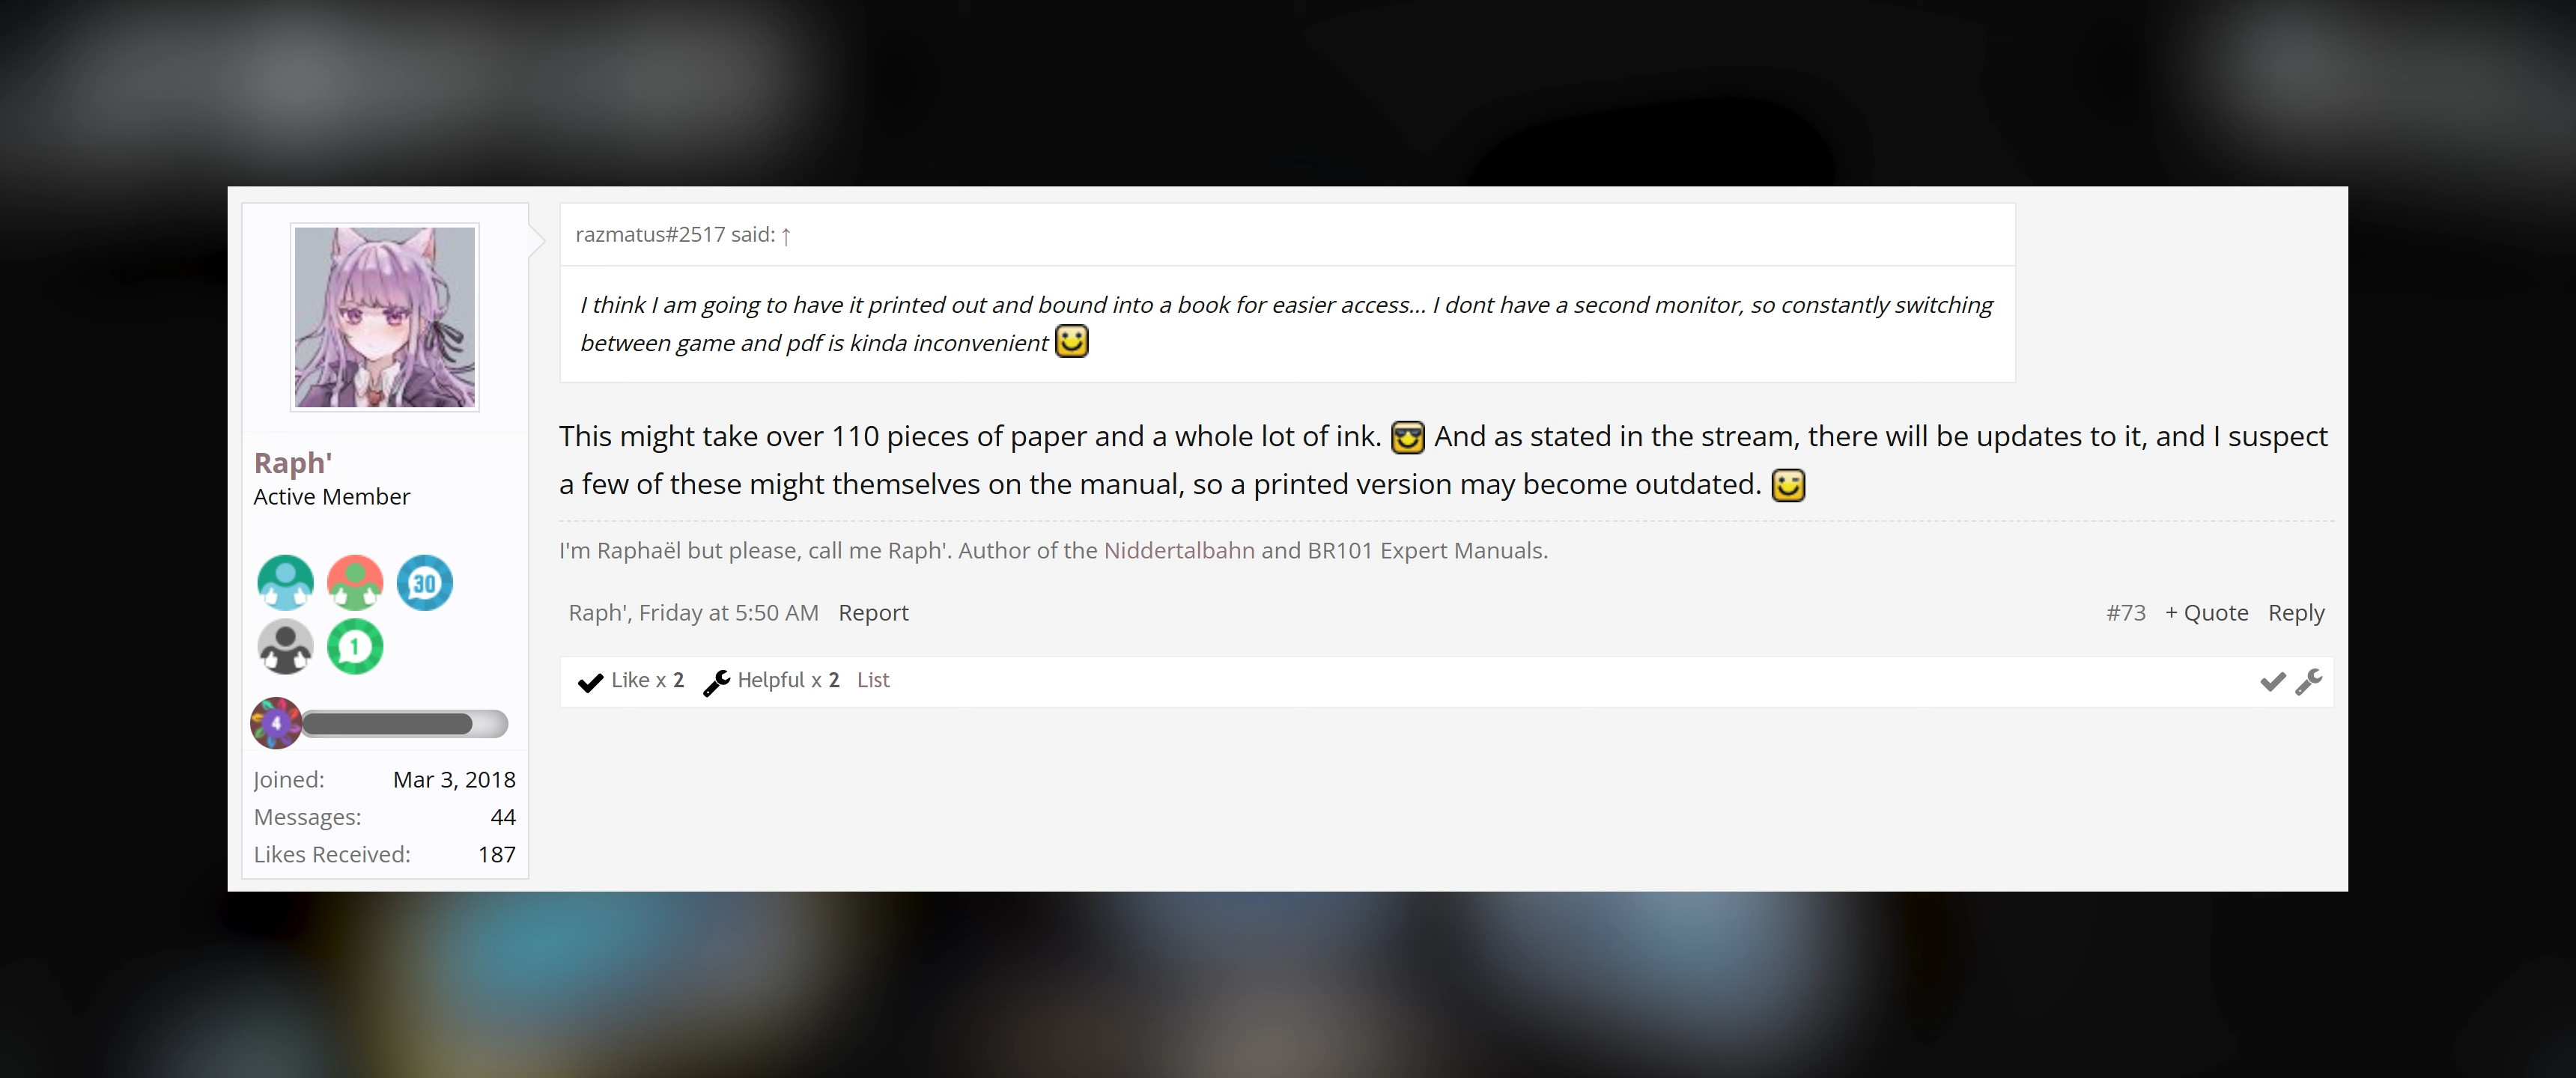 razmatus#2517 said: ↑
I think I am going to have it printed out and bound into a book for easier access... I dont have a second monitor, so constantly switching
between game and pdf is kinda inconvenient
Raph'
Active Member
30
1
4
Joined: Mar 3, 2018
Messages: 44
Likes Received: 187
This might take over 110 pieces of paper and a whole lot of ink. And as stated in the stream, there will be updates to it, and I suspect
a few of these might themselves on the manual, so a printed version may become outdated.
I'm Raphaël but please, call me Raph'. Author of the Niddertalbahn and BR101 Expert Manuals.
Raph', Friday at 5:50 AM Report #73 + Quote Reply
Like x 2 Helpful x 2 List